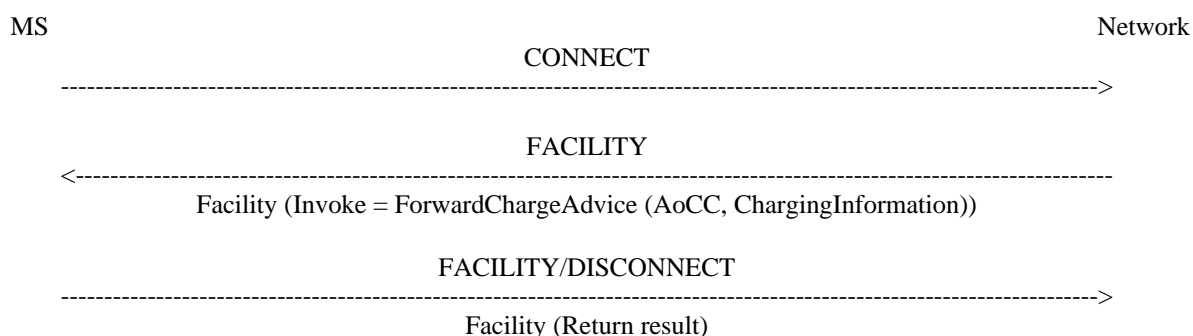 MS Network
CONNECT
------------------------------------------------------------------------------------------------------------------------>
FACILITY
<------------------------------------------------------------------------------------------------------------------------
Facility (Invoke = ForwardChargeAdvice (AoCC, ChargingInformation))
FACILITY/DISCONNECT
------------------------------------------------------------------------------------------------------------------------>
Facility (Return result)